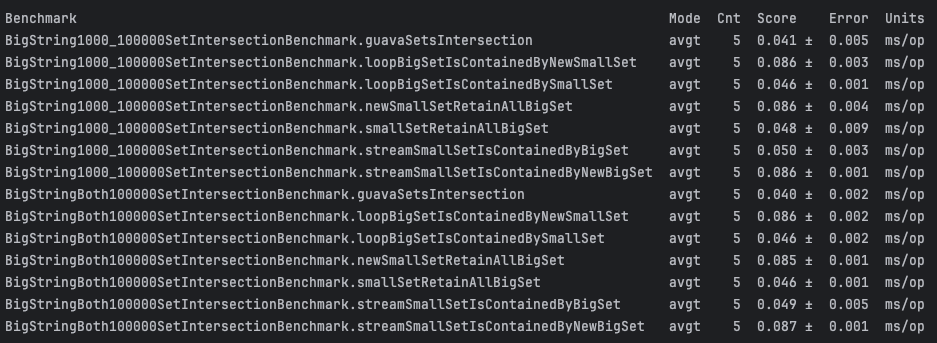 Benchmark Mode Cnt Score Error Units
BigString1000_100000SetIntersectionBenchmark.guavaSetsIntersection avgt 5 0.041 ± 0.005 ms/op
BigString1000_100000SetIntersectionBenchmark.loopBigSetIsContainedByNewSmallSet avgt 5 0.086 ± 0.003 ms/op
BigString1000_100000SetIntersectionBenchmark.loopBigSetIsContainedBySmallSet avgt 5 0.046 ± 0.001 ms/op
BigString1000_100000SetIntersectionBenchmark.newSmallSetRetainAllBigSet avgt 5 0.086 ± 0.004 ms/op
BigString1000_100000SetIntersectionBenchmark.smallSetRetainAllBigSet avgt 5 0.048 ± 0.009 ms/op
BigString1000_100000SetIntersectionBenchmark.streamSmallSetIsContainedByBigSet avgt 5 0.050 ± 0.003 ms/op
BigString1000_100000SetIntersectionBenchmark.streamSmallSetIsContainedByNewBigSet avgt 5 0.086 ± 0.001 ms/op
BigStringBoth100000SetIntersectionBenchmark.guavaSetsIntersection avgt 5 0.040 ± 0.002 ms/op
BigStringBoth100000SetIntersectionBenchmark.loopBigSetIsContainedByNewSmallSet avgt 5 0.086 ± 0.002 ms/op
BigStringBoth100000SetIntersectionBenchmark.loopBigSetIsContainedBySmallSet avgt 5 0.046 ± 0.002 ms/op
BigStringBoth100000SetIntersectionBenchmark.newSmallSetRetainAllBigSet avgt 5 0.085 ± 0.001 ms/op
BigStringBoth100000SetIntersectionBenchmark.smallSetRetainAllBigSet avgt 5 0.046 ± 0.001 ms/op
BigStringBoth100000SetIntersectionBenchmark.streamSmallSetIsContainedByBigSet avgt 5 0.049 ± 0.005 ms/op
BigStringBoth100000SetIntersectionBenchmark.streamSmallSetIsContainedByNewBigSet avgt 5 0.087 ± 0.001 ms/op